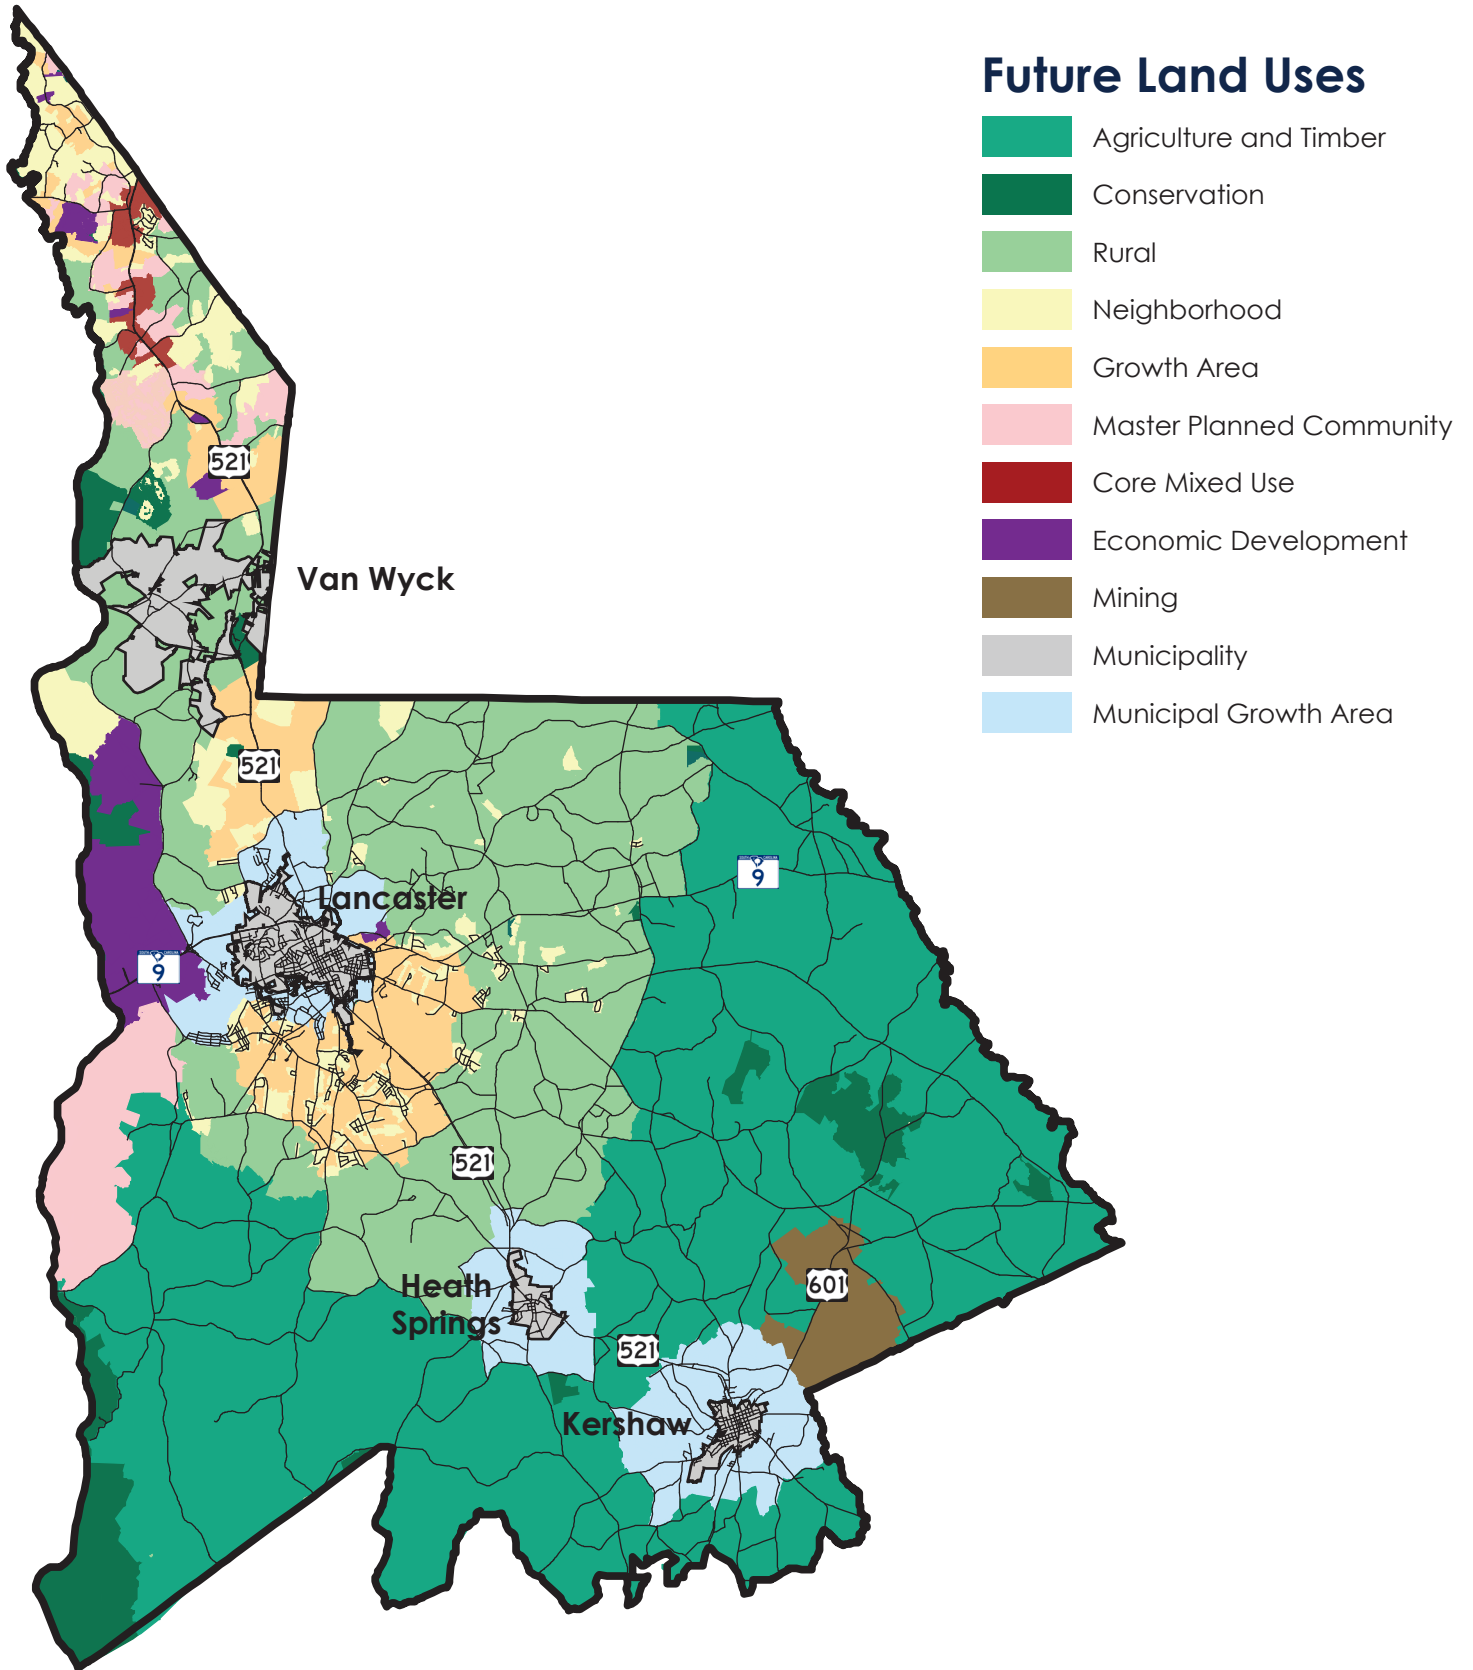 Future Land Uses
Agriculture and Timber
Conservation
Rural
Neighborhood
Growth Area
Master Planned Community
Core Mixed Use
Economic Development
Mining
Municipality
Municipal Growth Area
521
Van Wyck
521
9
Lancaster
9
521
Heath
Springs
601
521
Kershaw